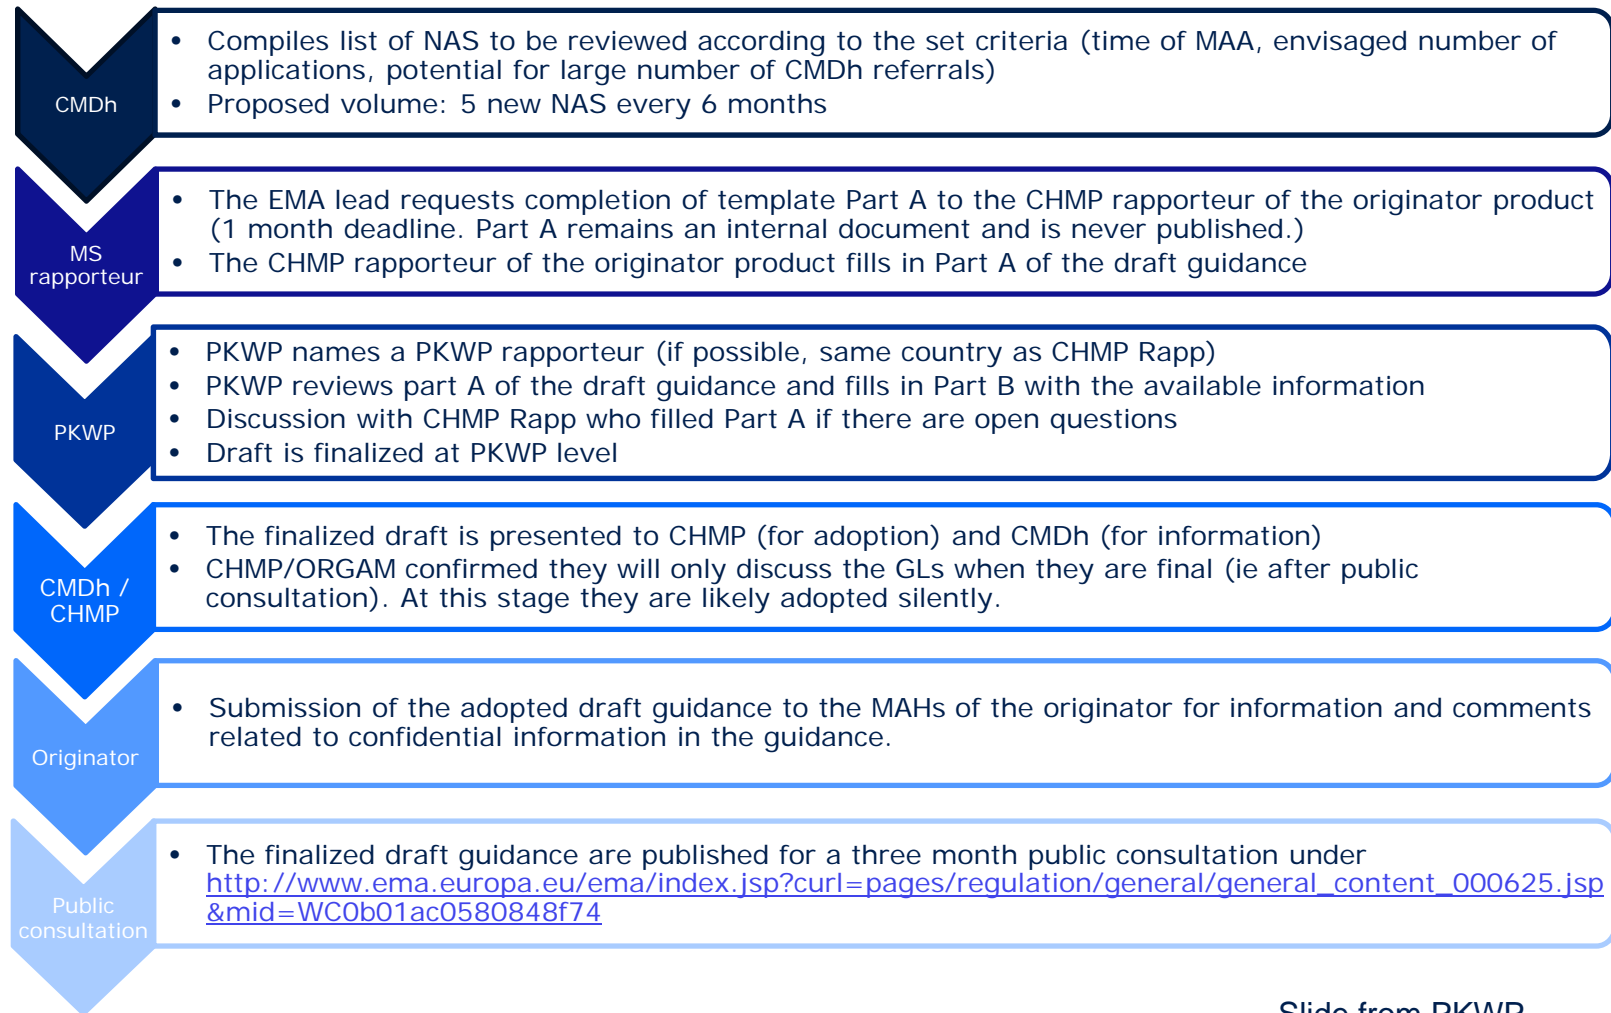 CMDh
• Compiles list of NAS to be reviewed according to the set criteria (time of MAA, envisaged number of
applications, potential for large number of CMDh referrals)
• Proposed volume: 5 new NAS every 6 months
MS
rapporteur
• The EMA lead requests completion of template Part A to the CHMP rapporteur of the originator product
(1 month deadline. Part A remains an internal document and is never published.)
• The CHMP rapporteur of the originator product fills in Part A of the draft guidance
PKWP
• PKWP names a PKWP rapporteur (if possible, same country as CHMP Rapp)
• PKWP reviews part A of the draft guidance and fills in Part B with the available information
• Discussion with CHMP Rapp who filled Part A if there are open questions
• Draft is finalized at PKWP level
CMDh /
CHMP
• The finalized draft is presented to CHMP (for adoption) and CMDh (for information)
• CHMP/ORGAM confirmed they will only discuss the GLs when they are final (ie after public
consultation). At this stage they are likely adopted silently.
Originator
• Submission of the adopted draft guidance to the MAHs of the originator for information and comments
related to confidential information in the guidance.
Public
consultation
• The finalized draft guidance are published for a three month public consultation under
http://www.ema.europa.eu/ema/index.jsp?curl=pages/regulation/general/general_content_000625.jsp
&mid=WC0b01ac0580848f74
Slide from PKWP